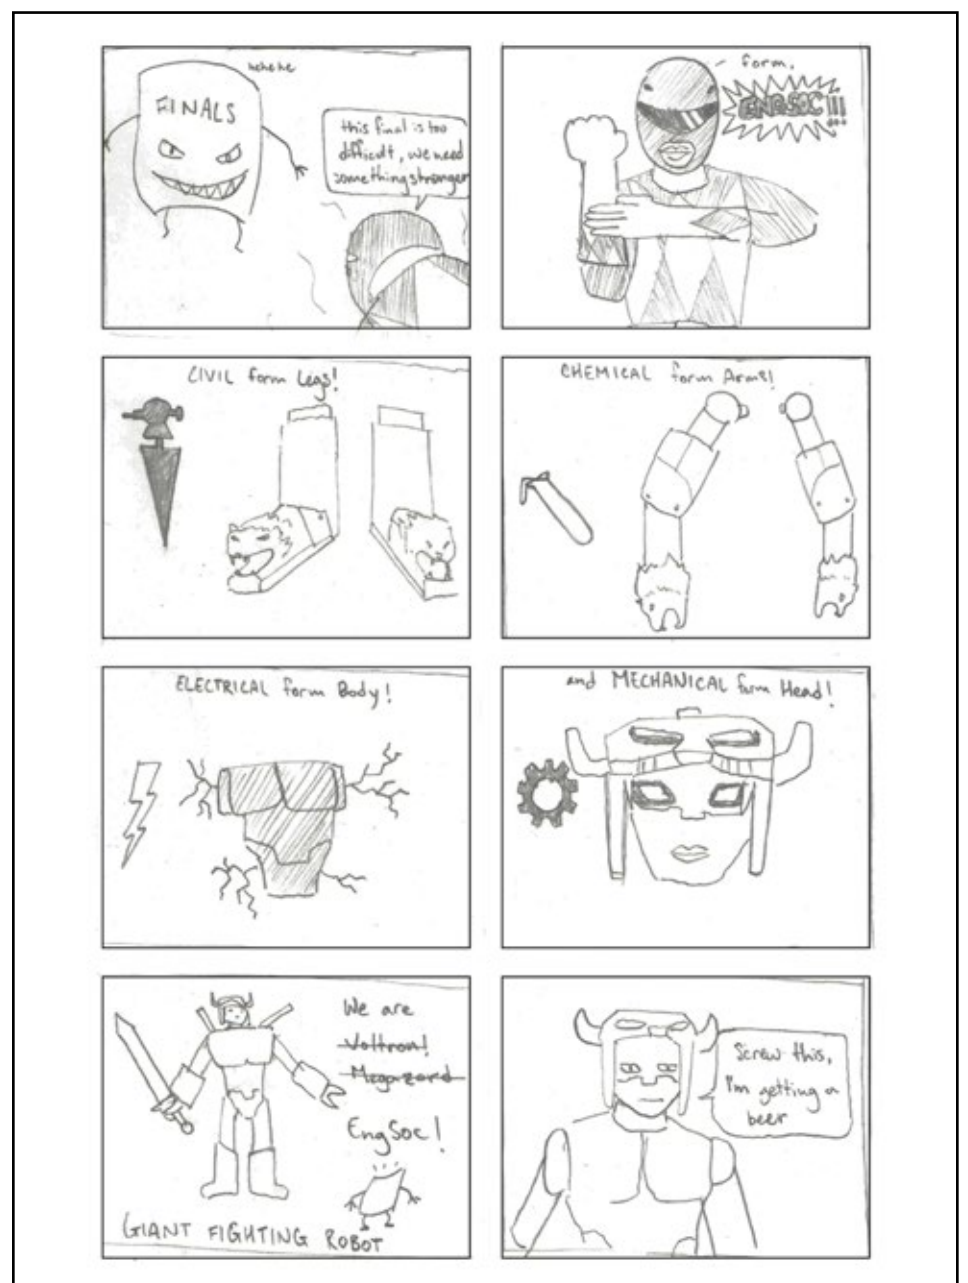 hehehe
FINALS
this final is too
difficult, we need
something stronger
form,
ENGSOC!!!
CIVIL form Legs!
CHEMICAL form Arms!
ELECTRICAL form Body!
and MECHANICAL form Head!
We are
Voltron!
Megazord
EngSoc!
GIANT FIGHTING ROBOT
Screw this,
I'm getting a
beer